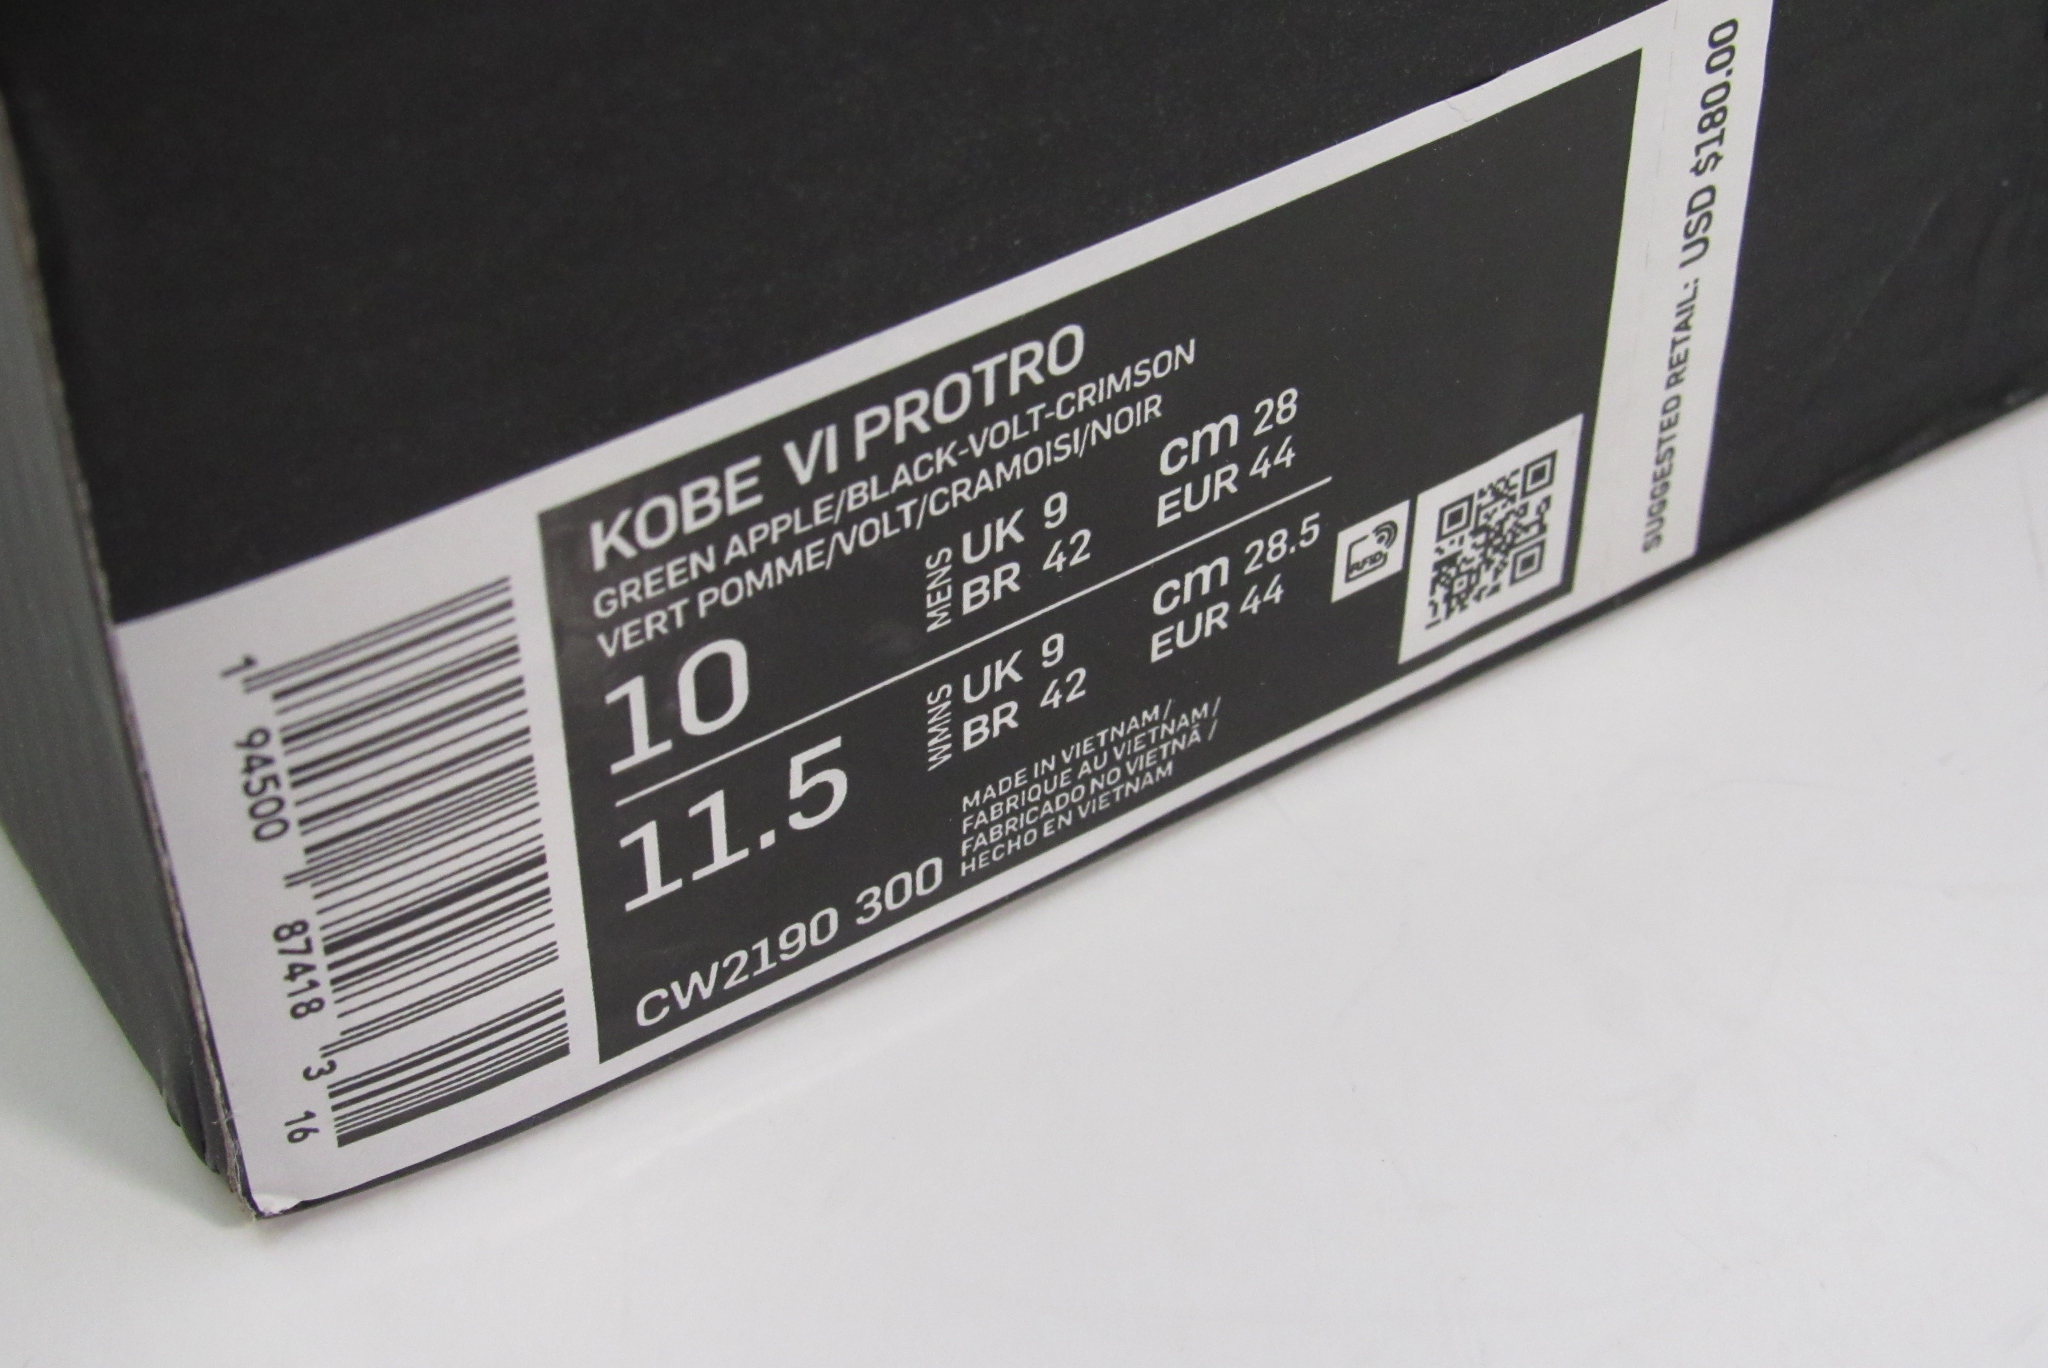 KOBE VI PROTRO
GREEN APPLE/BLACK-VOLT-CRIMSON
VERT POMME/VOLT/CRAMOISI/NOIR
10
MENS UK 9 cm 28
BR 42 EUR 44
11.5
WMNS UK 9 cm 28.5
BR 42 EUR 44
CW2190 300
MADE IN VIETNAM/
FABRIQUE AU VIETNAM/
FABRICADO NO VIETNÃ /
HECHO EN VIETNAM
RFID
SUGGESTED RETAIL: USD $180.00
1 94500 87418 3 16